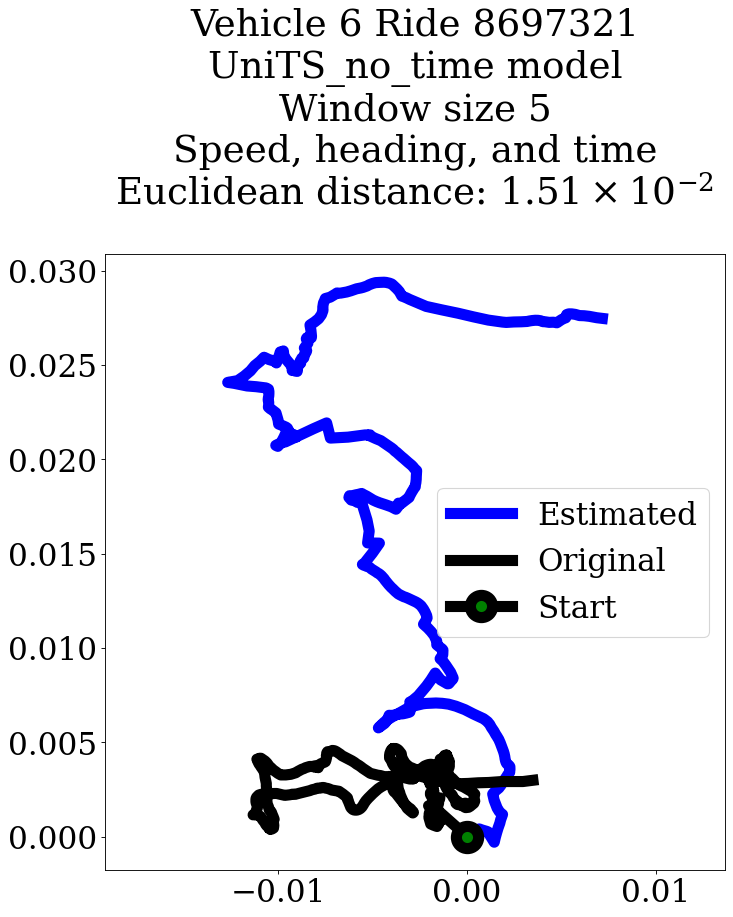 Vehicle 6 Ride 8697321
UniTS_no_time model
Window size 5
Speed, heading, and time
Euclidean distance: 1.51 × 10⁻²
0.030
0.025
0.020
0.015
0.010
0.005
0.000
Estimated
Original
Start
−0.01 0.00 0.01